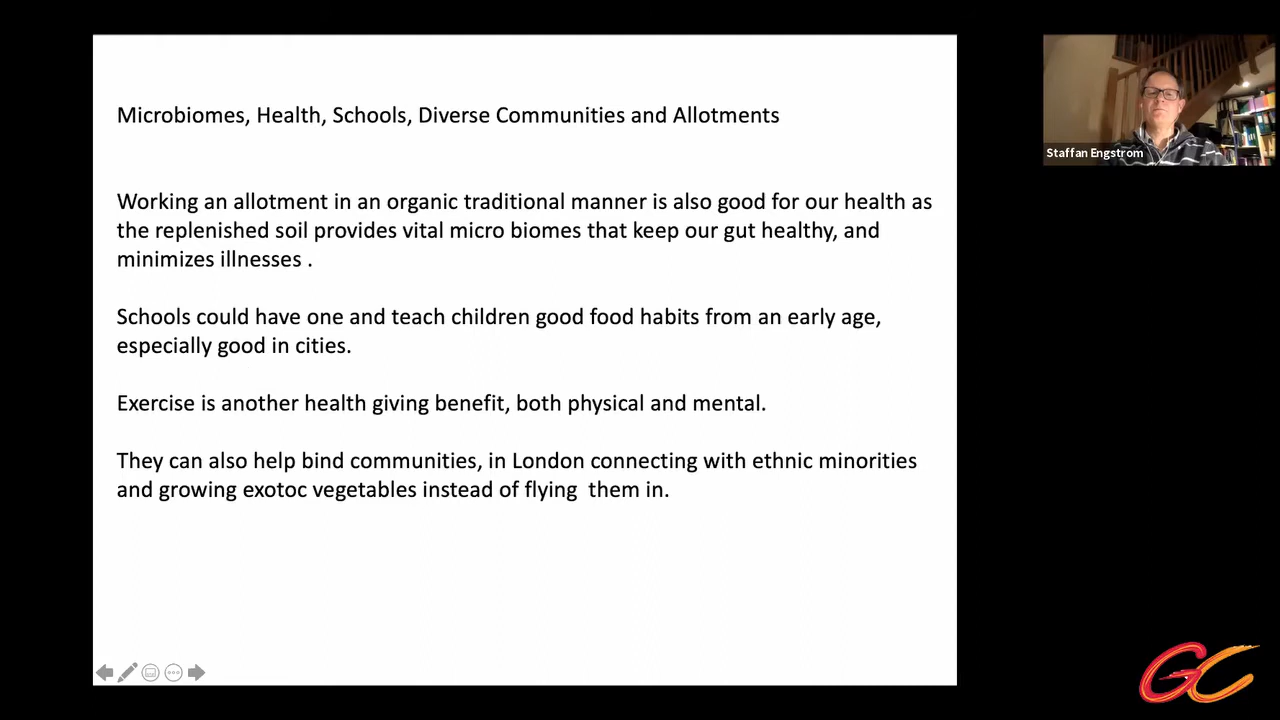 Microbiomes, Health, Schools, Diverse Communities and Allotments
Working an allotment in an organic traditional manner is also good for our health as
the replenished soil provides vital micro biomes that keep our gut healthy, and
minimizes illnesses .
Schools could have one and teach children good food habits from an early age,
especially good in cities.
Exercise is another health giving benefit, both physical and mental.
They can also help bind communities, in London connecting with ethnic minorities
and growing exotoc vegetables instead of flying  them in.
Staffan Engstrom
GC